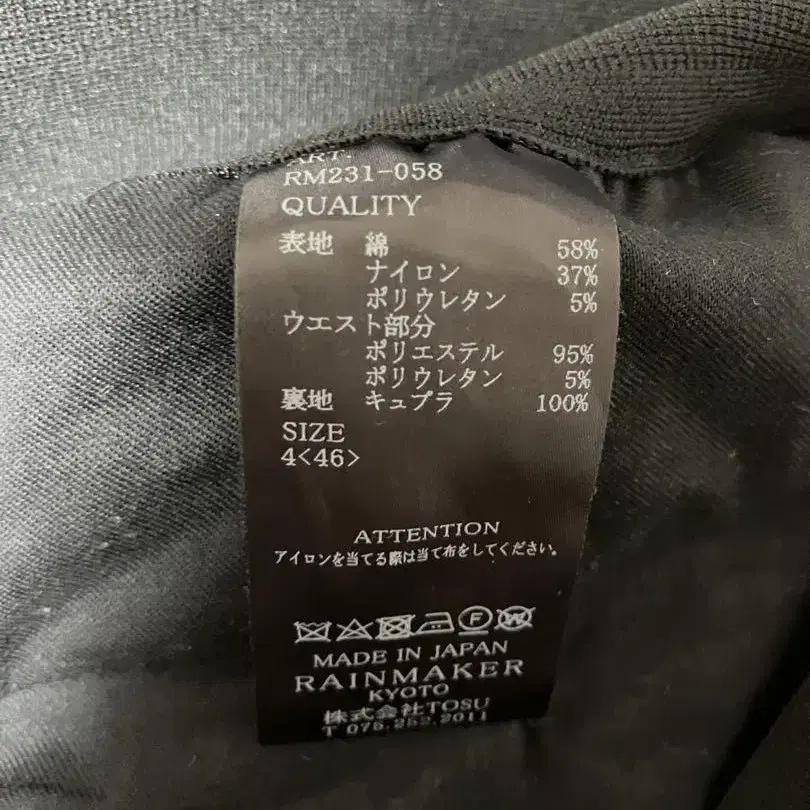 ART.
RM231-058
QUALITY
表地 綿 58%
ナイロン 37%
ポリウレタン 5%
ウエスト部分
ポリエステル 95%
ポリウレタン 5%
裏地 キュプラ 100%
SIZE
4<46>
ATTENTION
アイロンを当てる際は当て布をしてください。
F W
MADE IN JAPAN
RAINMAKER
KYOTO
株式会社TOSU
T 075.252.2011